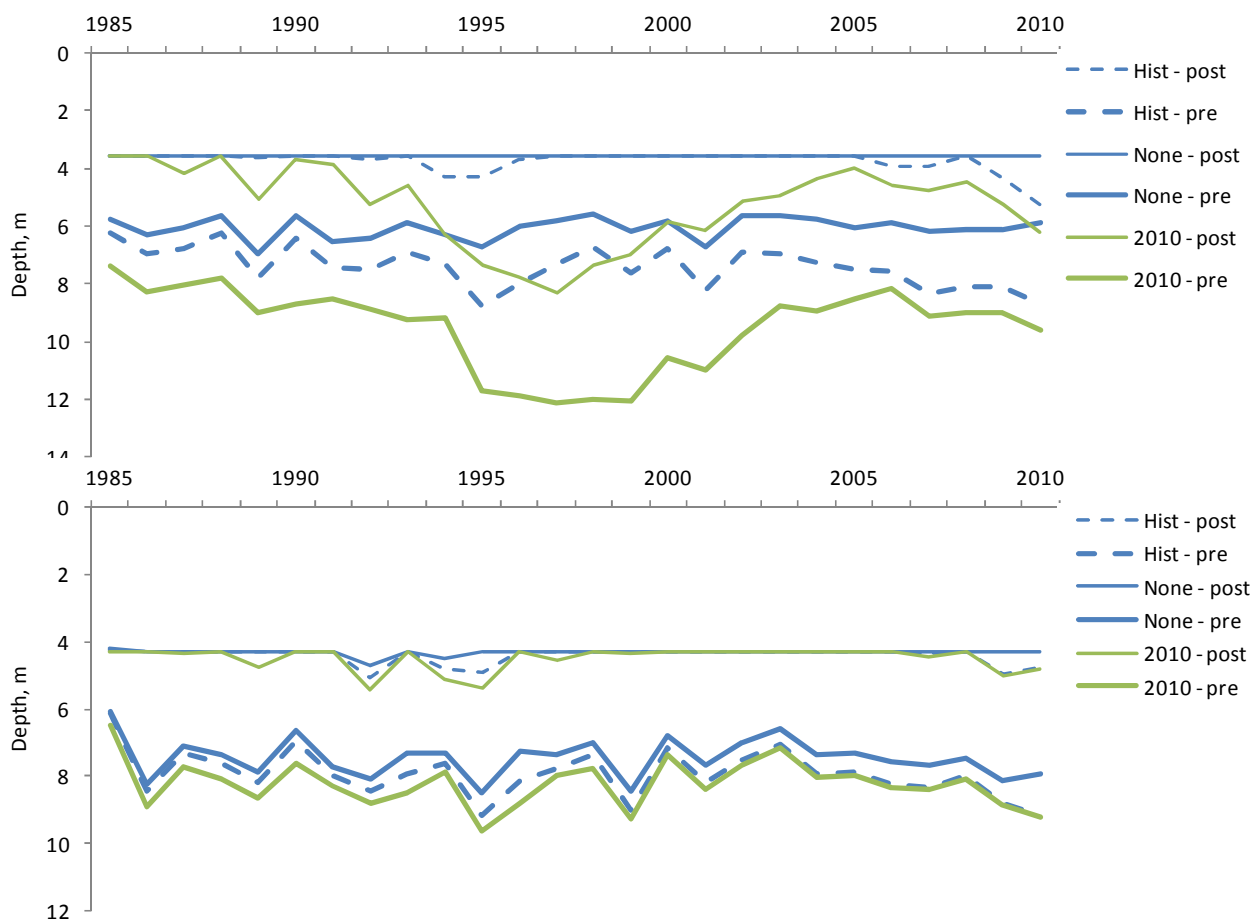 1985 1990 1995 2000 2005 2010
0
2
4
6
8
10
12
14
Depth, m
Hist - post
Hist - pre
None - post
None - pre
2010 - post
2010 - pre
1985 1990 1995 2000 2005 2010
0
2
4
6
8
10
12
Depth, m
Hist - post
Hist - pre
None - post
None - pre
2010 - post
2010 - pre